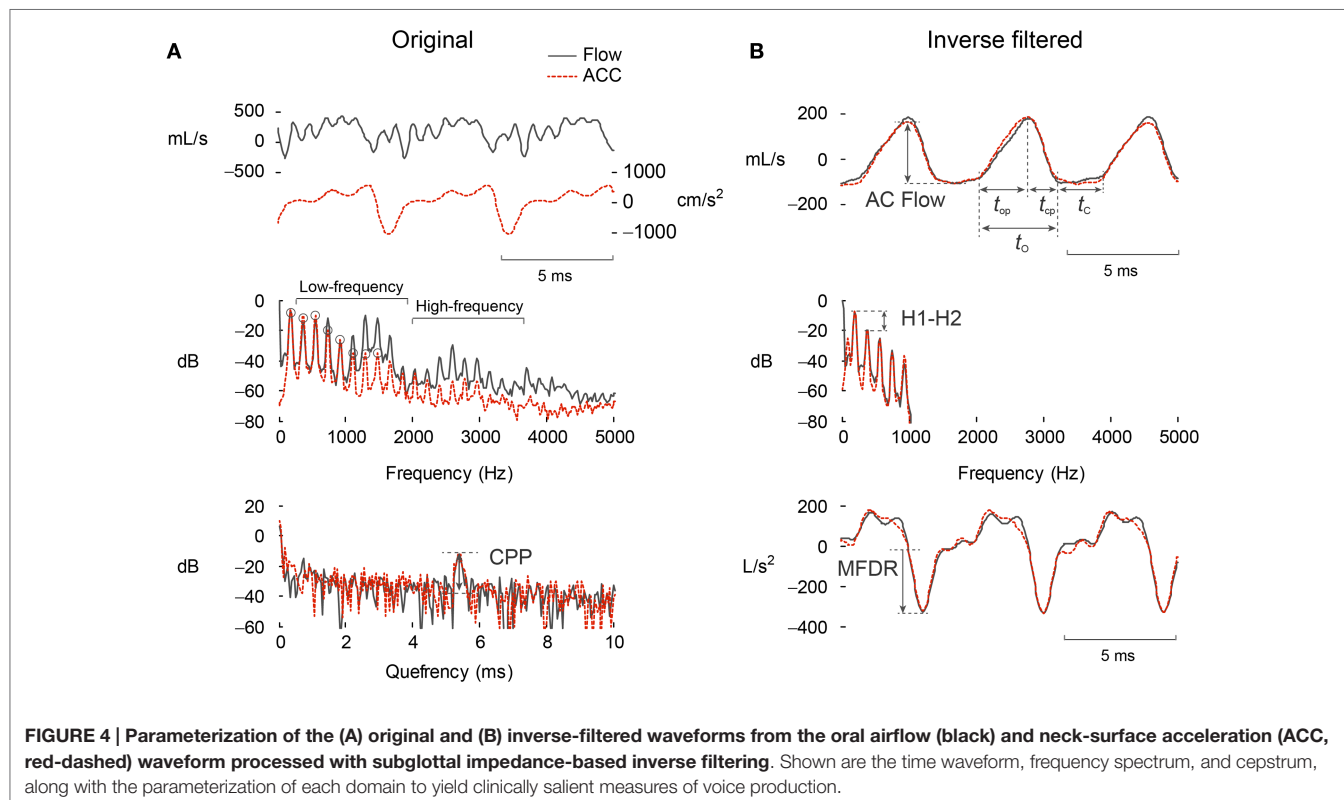 A
Original
Flow
ACC
500
0
−500
mL/s
1000
0
−1000
cm/s2
5 ms
Low-frequency
High-frequency
0
−20
−40
−60
−80
dB
0 1000 2000 3000 4000 5000
Frequency (Hz)
20
0
−20
−40
−60
dB
CPP
0 2 4 6 8 10
Quefrency (ms)
B
Inverse filtered
200
0
−200
mL/s
AC Flow
top tcp tC
tO
5 ms
0
−20
−40
−60
−80
dB
H1-H2
0 1000 2000 3000 4000 5000
Frequency (Hz)
200
0
−200
−400
L/s2
MFDR
5 ms
FIGURE 4 | Parameterization of the (A) original and (B) inverse-filtered waveforms from the oral airflow (black) and neck-surface acceleration (ACC,
red-dashed) waveform processed with subglottal impedance-based inverse filtering. Shown are the time waveform, frequency spectrum, and cepstrum,
along with the parameterization of each domain to yield clinically salient measures of voice production.